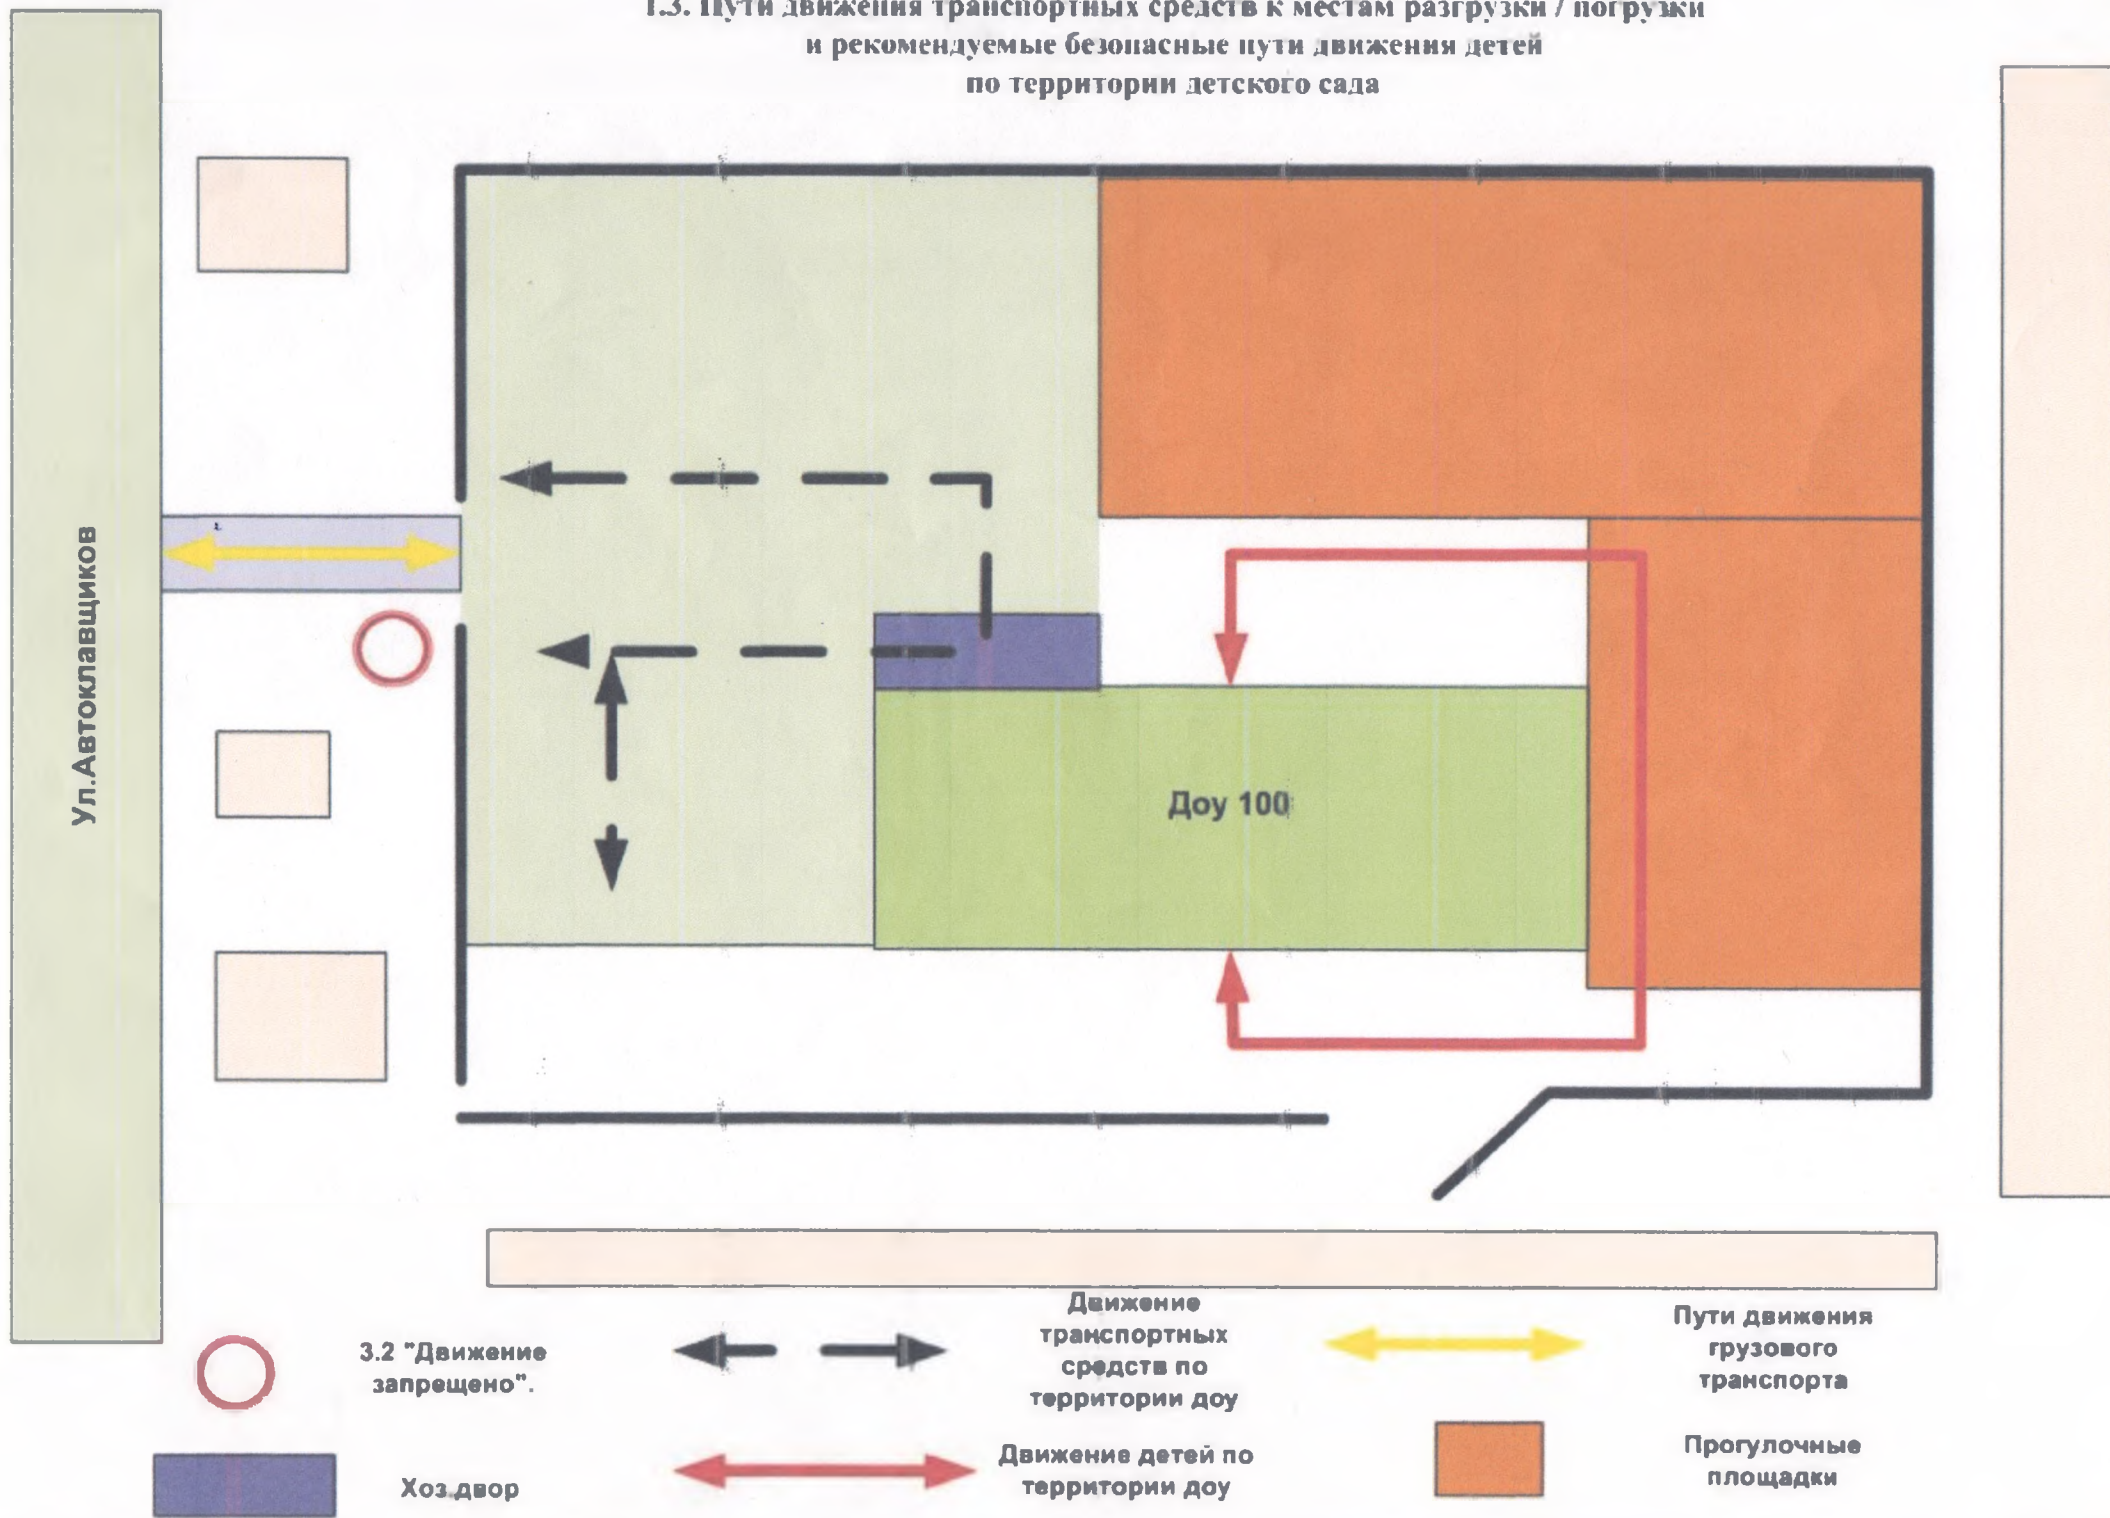 1.3. Пути движения транспортных средств к местам разгрузки / погрузки
и рекомендуемые безопасные пути движения детей
по территории детского сада
Ул.Автоклавщиков
Доу 100
3.2 "Движение
запрещено".
Движение
транспортных
средств по
территории доу
Пути движения
грузового
транспорта
Хоз.двор
Движение детей по
территории доу
Прогулочные
площадки